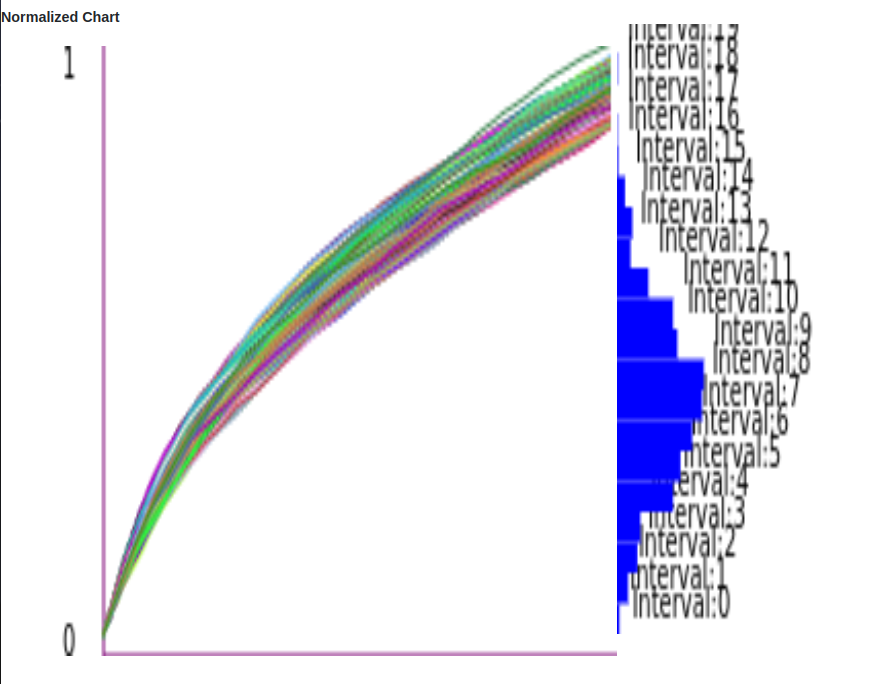 Normalized Chart
1
0
Interval:19
Interval:18
Interval:17
Interval:16
Interval:15
Interval:14
Interval:13
Interval:12
Interval:11
Interval:10
Interval:9
Interval:8
Interval:7
Interval:6
Interval:5
erval:4
Interval:3
Interval:2
Interval:1
Interval:0